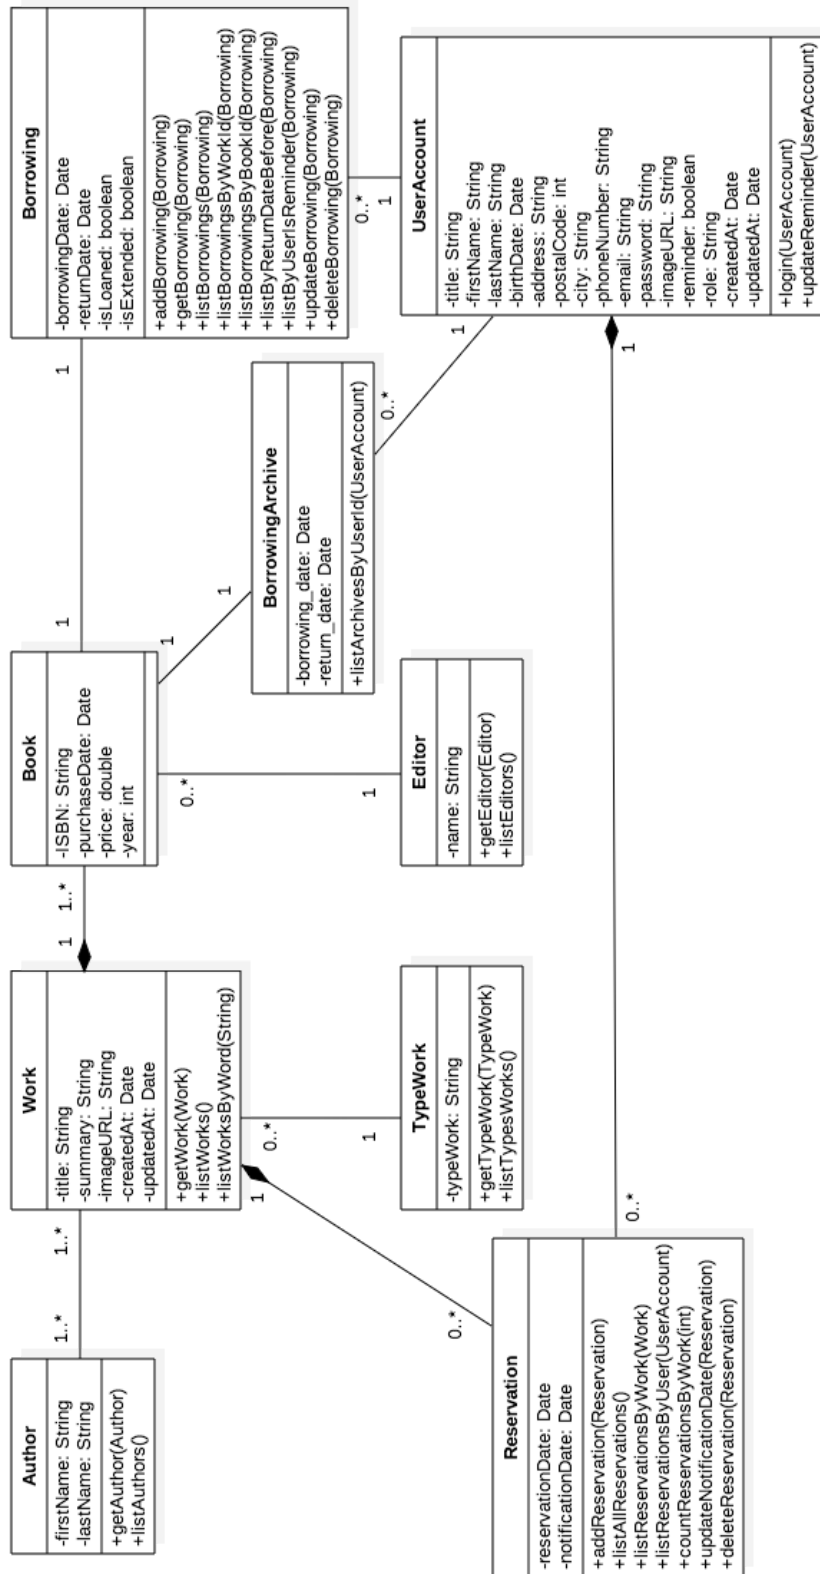 Author
-firstName: String
-lastName: String
+getAuthor(Author)
+listAuthors()
1..*
1..*
Work
-title: String
-summary: String
-imageURL: String
-createdAt: Date
-updatedAt: Date
+getWork(Work)
+listWorks()
+listWorksByWord(String)
1
1..*
Book
-ISBN: String
-purchaseDate: Date
-price: double
-year: int
1
1
Borrowing
-borrowingDate: Date
-returnDate: Date
-isLoaned: boolean
-isExtended: boolean
+addBorrowing(Borrowing)
+getBorrowing(Borrowing)
+listBorrowings(Borrowing)
+listBorrowingsByWorkId(Borrowing)
+listBorrowingsByBookId(Borrowing)
+listByReturnDateBefore(Borrowing)
+listByUserIsReminder(Borrowing)
+updateBorrowing(Borrowing)
+deleteBorrowing(Borrowing)
1
1
BorrowingArchive
-borrowing_date: Date
-return_date: Date
+listArchivesByUserId(UserAccount)
0..*
1
0..*
1
0..*
1
0..*
1
1
0..*
TypeWork
-typeWork: String
+getTypeWork(TypeWork)
+listTypesWorks()
Editor
-name: String
+getEditor(Editor)
+listEditors()
UserAccount
-title: String
-firstName: String
-lastName: String
-birthDate: Date
-address: String
-postalCode: int
-city: String
-phoneNumber: String
-email: String
-password: String
-imageURL: String
-reminder: boolean
-role: String
-createdAt: Date
-updatedAt: Date
+login(UserAccount)
+updateReminder(UserAccount)
Reservation
-reservationDate: Date
-notificationDate: Date
+addReservation(Reservation)
+listAllReservations()
+listReservationsByWork(Work)
+listReservationsByUser(UserAccount)
+countReservationsByWork(int)
+updateNotificationDate(Reservation)
+deleteReservation(Reservation)
0..*
1